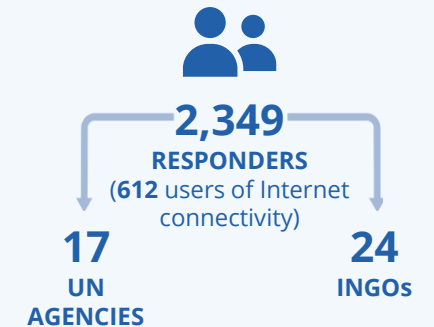 2,349
RESPONDERS
(612 users of Internet
connectivity)
17
UN
AGENCIES
24
INGOs